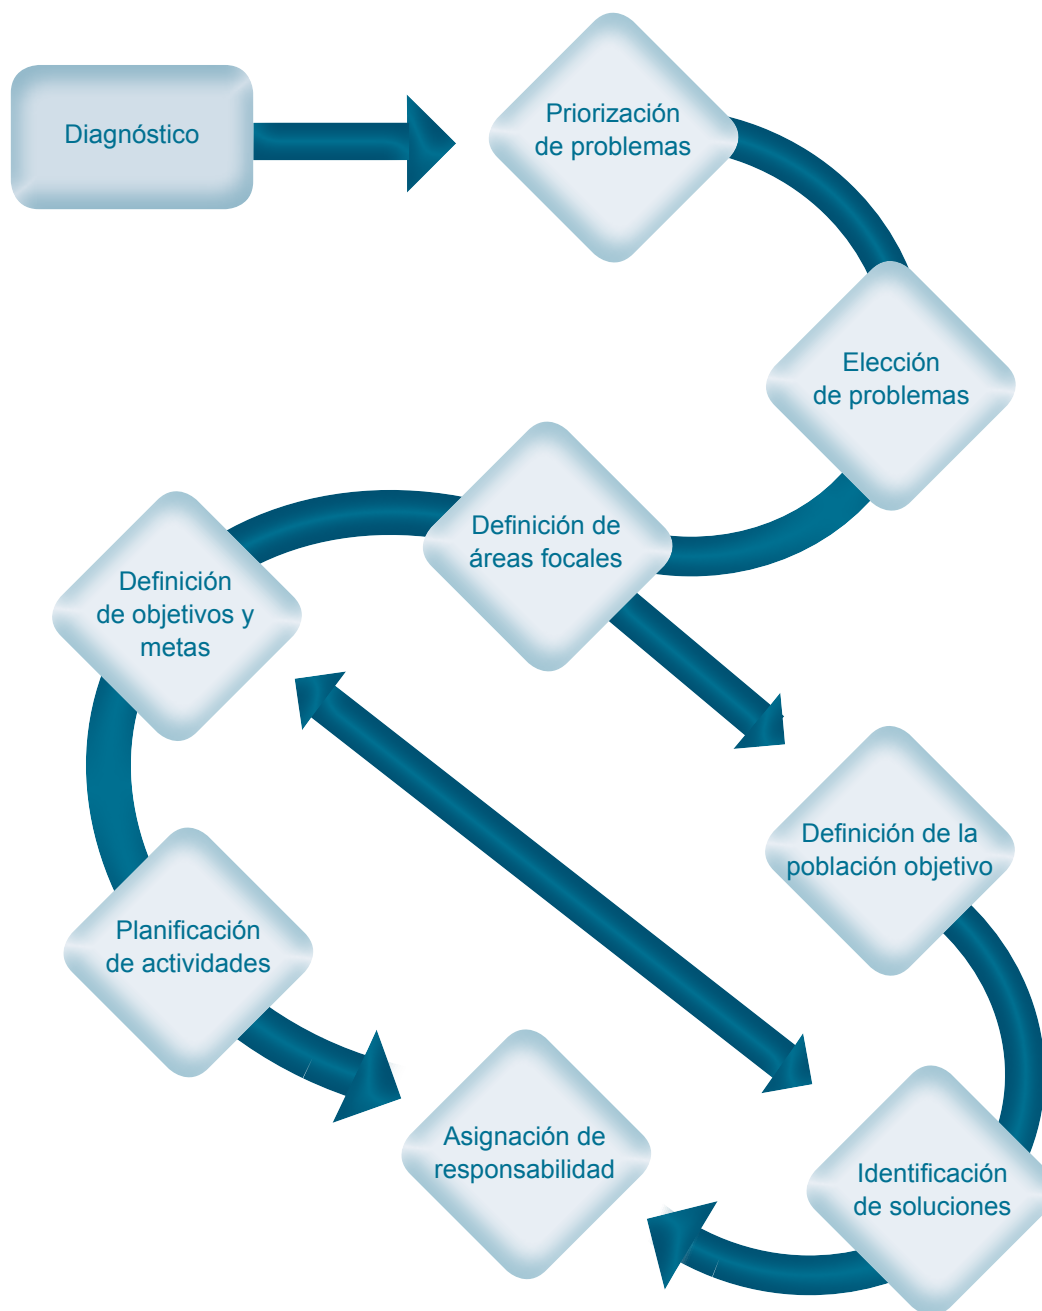 Diagnóstico
Priorización
de problemas
Elección
de problemas
Definición de
áreas focales
Definición
de objetivos y
metas
Definición de la
población objetivo
Planificación
de actividades
Asignación de
responsabilidad
Identificación
de soluciones